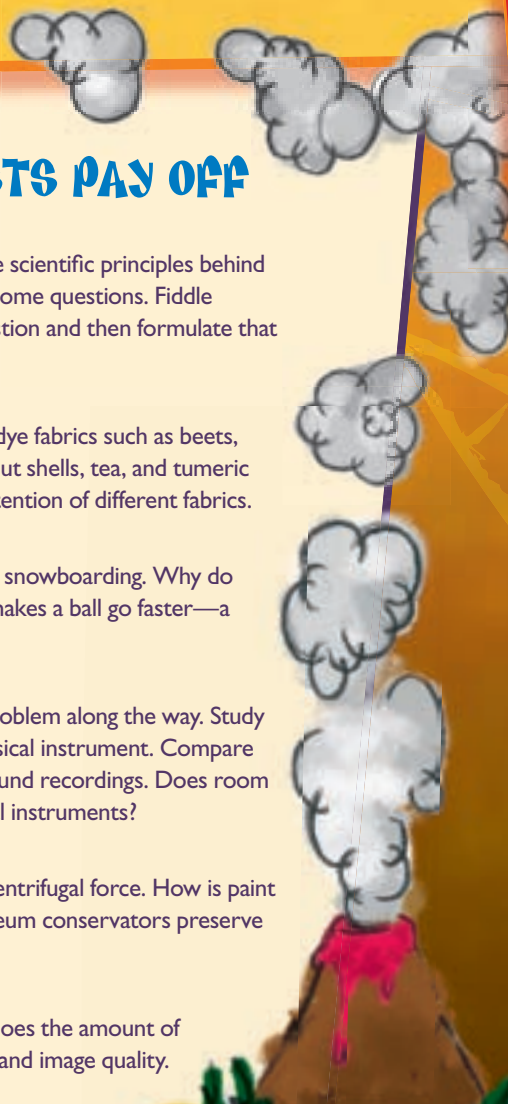 TS PAY OFF
e scientific principles behind
ome questions. Fiddle
stion and then formulate that
dye fabrics such as beets,
ut shells, tea, and tumeric
tention of different fabrics.
snowboarding. Why do
makes a ball go faster—a
oblem along the way. Study
sical instrument. Compare
und recordings. Does room
l instruments?
entrifugal force. How is paint
eum conservators preserve
oes the amount of
and image quality.